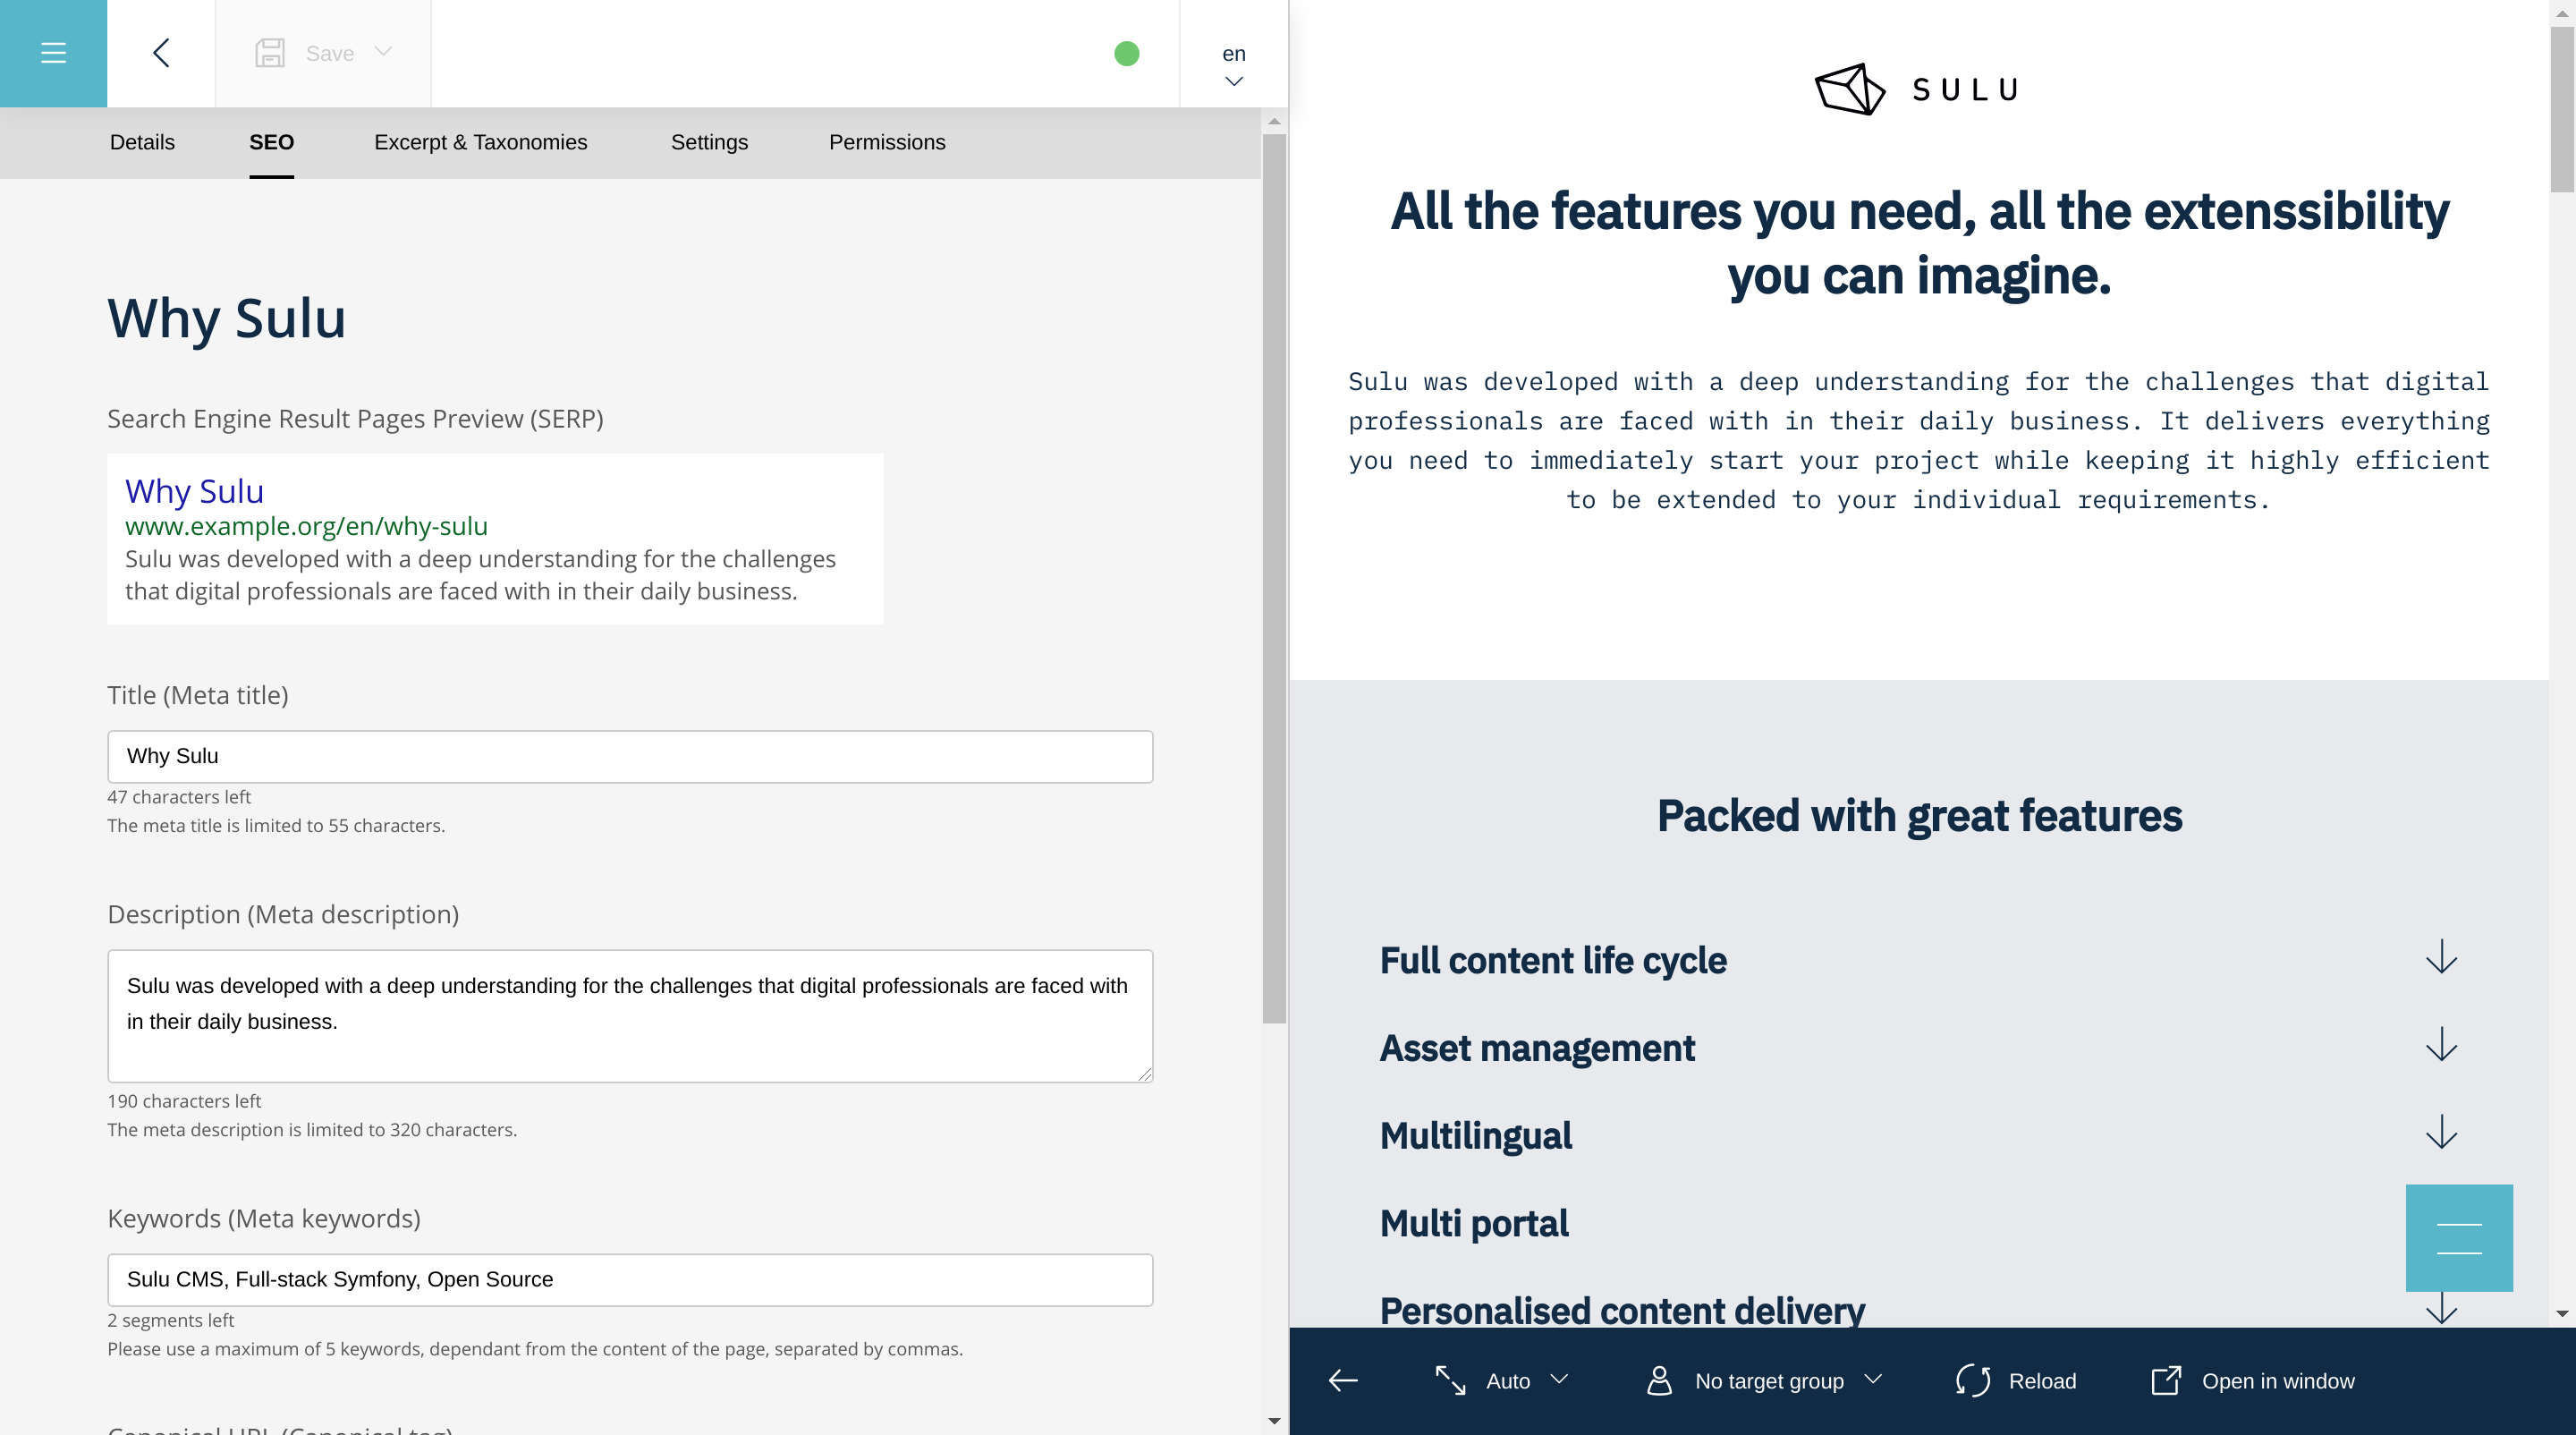 Save
en
Details
SEO
Excerpt & Taxonomies
Settings
Permissions
Why Sulu
Search Engine Result Pages Preview (SERP)
Why Sulu
www.example.org/en/why-sulu
Sulu was developed with a deep understanding for the challenges
that digital professionals are faced with in their daily business.
Title (Meta title)
Why Sulu
47 characters left
The meta title is limited to 55 characters.
Description (Meta description)
Sulu was developed with a deep understanding for the challenges that digital professionals are faced with
in their daily business.
190 characters left
The meta description is limited to 320 characters.
Keywords (Meta keywords)
Sulu CMS, Full-stack Symfony, Open Source
2 segments left
Please use a maximum of 5 keywords, dependant from the content of the page, separated by commas.
Canonical URL (Canonical tag)
SULU
All the features you need, all the extenssibility
you can imagine.
Sulu was developed with a deep understanding for the challenges that digital
professionals are faced with in their daily business. It delivers everything
you need to immediately start your project while keeping it highly efficient
to be extended to your individual requirements.
Packed with great features
Full content life cycle
Asset management
Multilingual
Multi portal
Personalised content delivery
Auto
No target group
Reload
Open in window